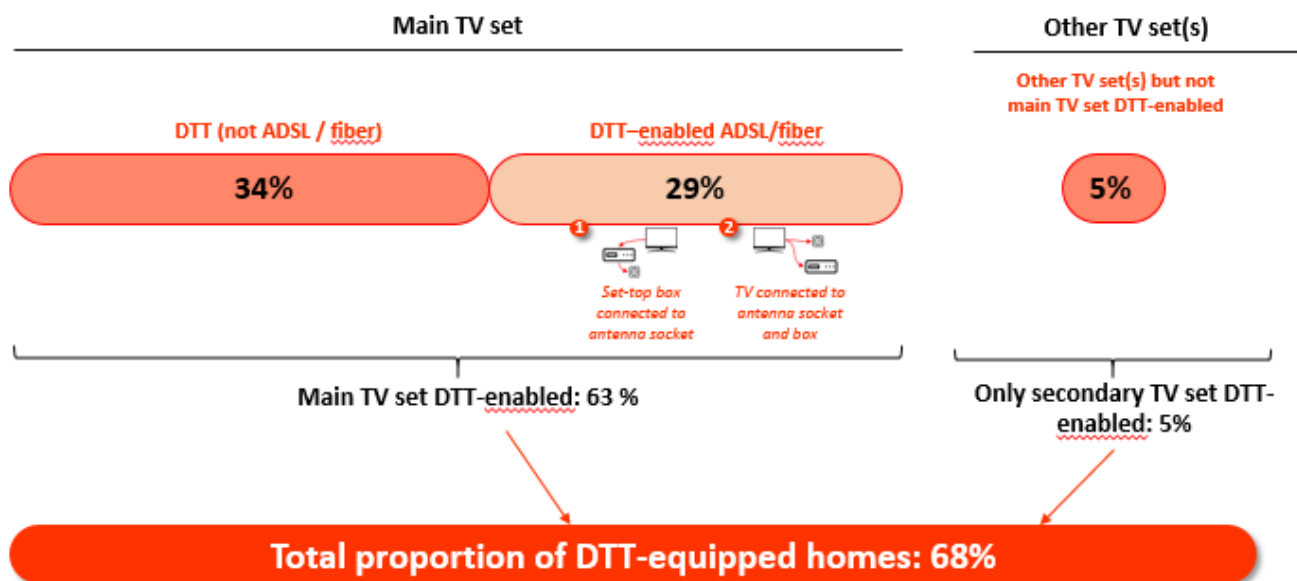 Main TV set
Other TV set(s)
Other TV set(s) but not
main TV set DTT-enabled
DTT (not ADSL / fiber)
DTT–enabled ADSL/fiber
34%
29%
5%
1
2
Set-top box
connected to
antenna socket
TV connected to
antenna socket
and box
Main TV set DTT-enabled: 63 %
Only secondary TV set DTT-
enabled: 5%
Total proportion of DTT-equipped homes: 68%